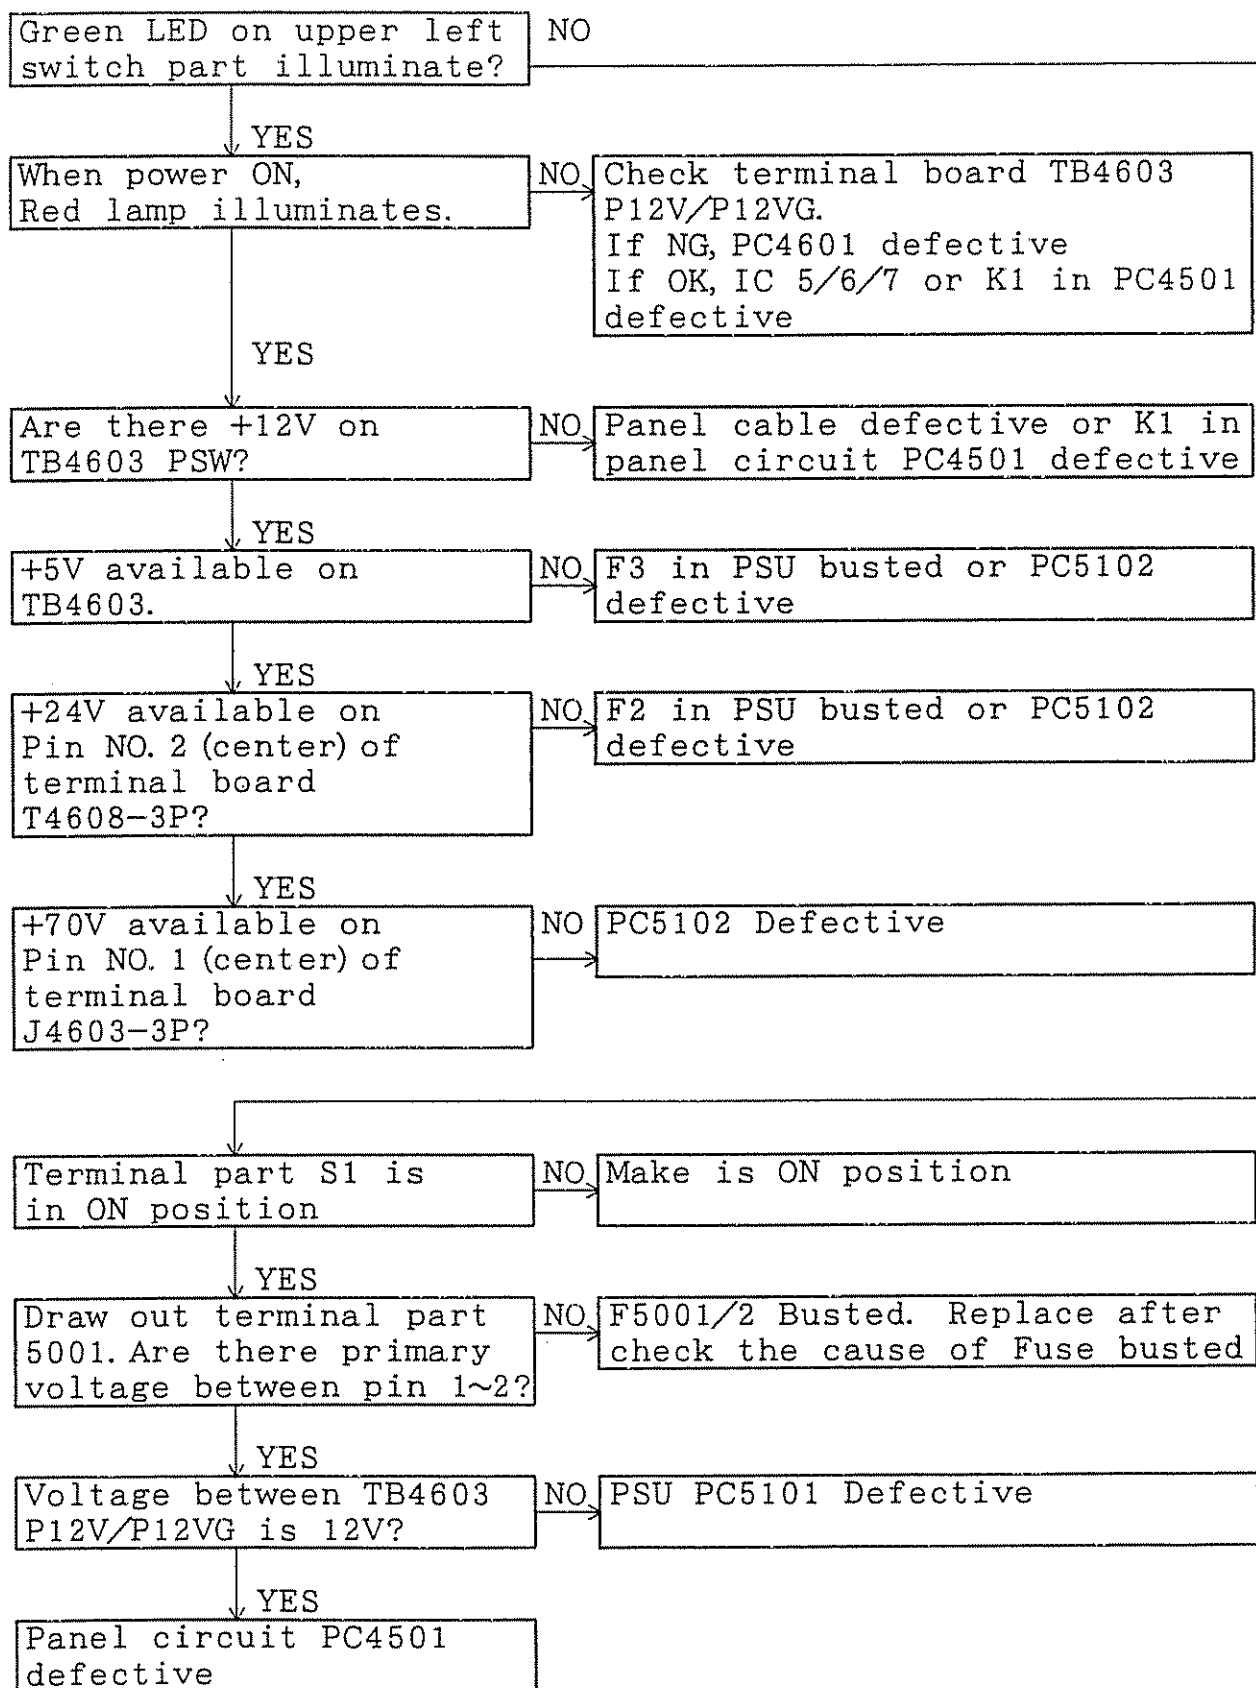 Green LED on upper left
switch part illuminate?
NO
YES
When power ON,
Red lamp illuminates.
NO
Check terminal board TB4603
P12V/P12VG.
If NG, PC4601 defective
If OK, IC 5/6/7 or K1 in PC4501
defective
YES
Are there +12V on
TB4603 PSW?
NO
Panel cable defective or K1 in
panel circuit PC4501 defective
YES
+5V available on
TB4603.
NO
F3 in PSU busted or PC5102
defective
YES
+24V available on
Pin NO. 2 (center) of
terminal board
T4608-3P?
NO
F2 in PSU busted or PC5102
defective
YES
+70V available on
Pin NO. 1 (center) of
terminal board
J4603-3P?
NO
PC5102 Defective
Terminal part S1 is
in ON position
NO
Make is ON position
YES
Draw out terminal part
5001. Are there primary
voltage between pin 1~2?
NO
F5001/2 Busted. Replace after
check the cause of Fuse busted
YES
Voltage between TB4603
P12V/P12VG is 12V?
NO
PSU PC5101 Defective
YES
Panel circuit PC4501
defective